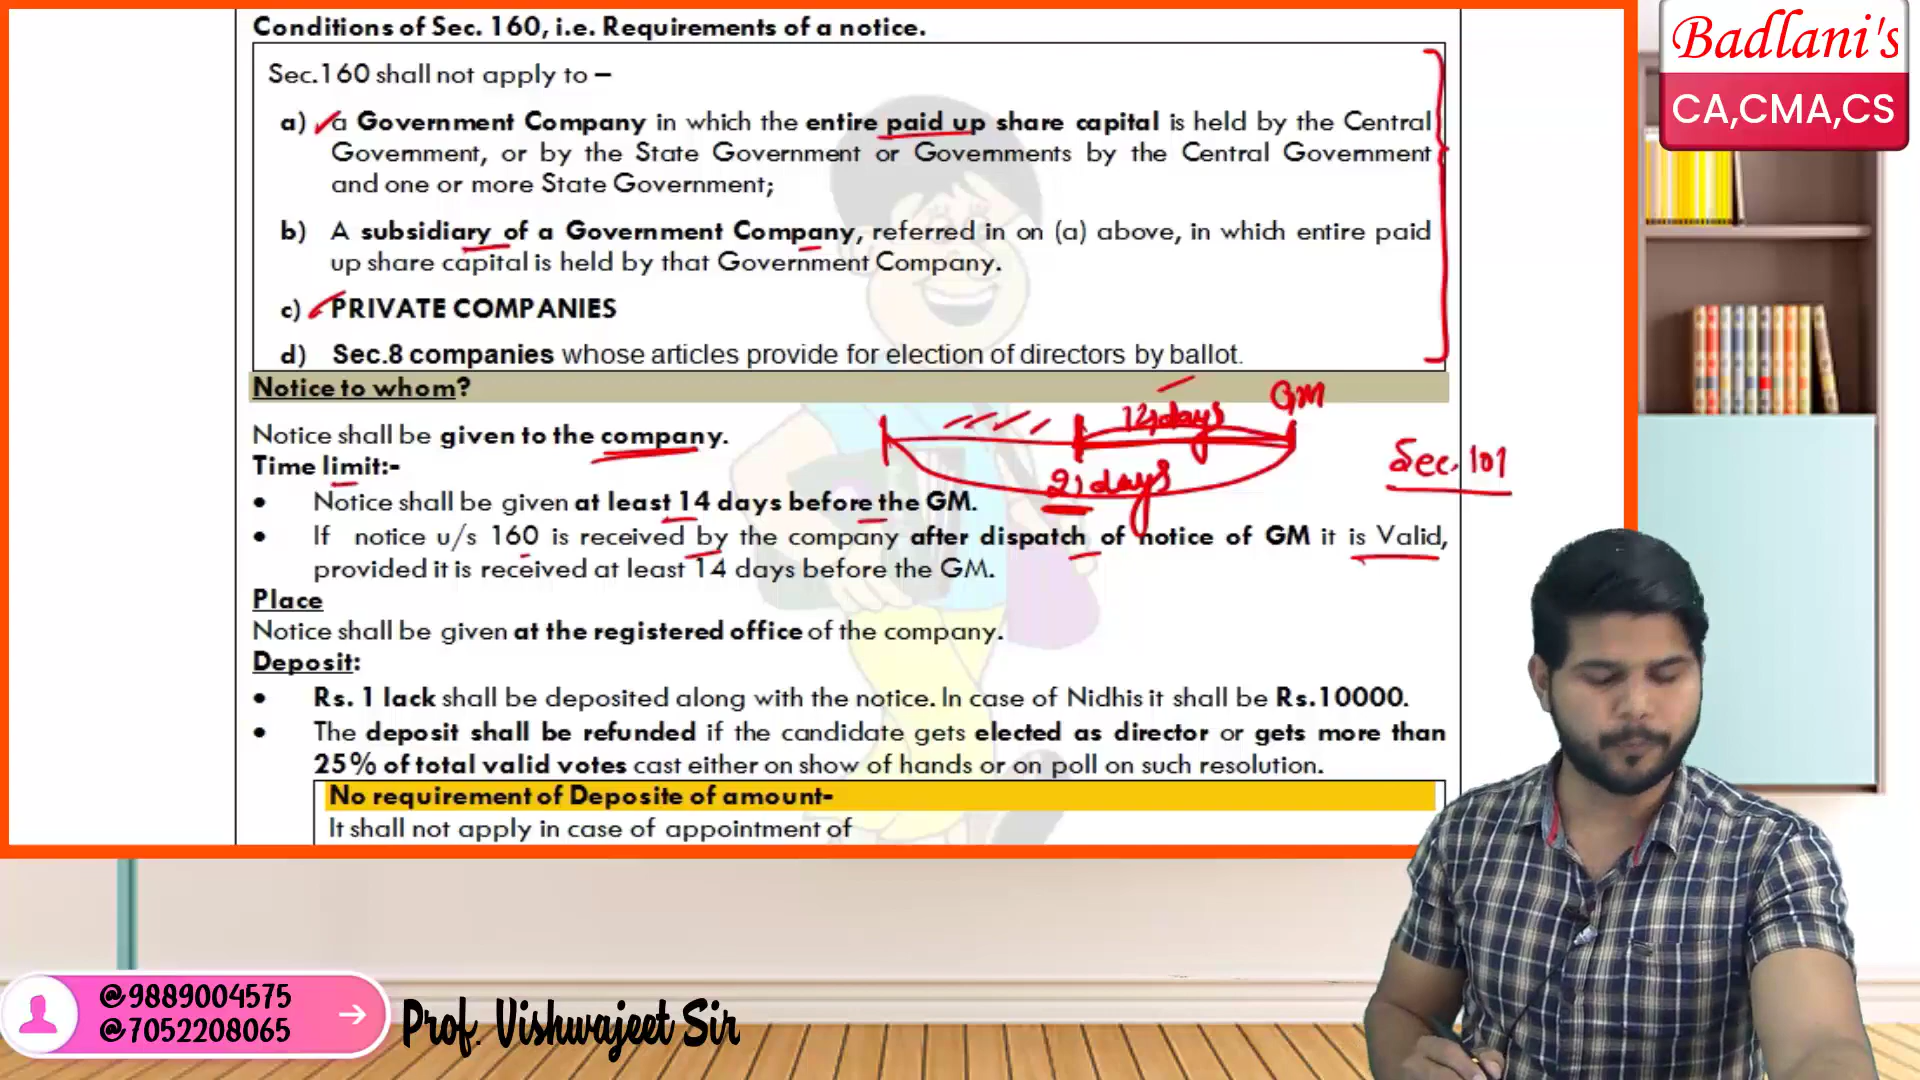 Conditions of Sec. 160, i.e. Requirements of a notice.
Sec.160 shall not apply to –
a) a Government Company in which the entire paid up share capital is held by the Central
Government, or by the State Government or Governments by the Central Government
and one or more State Government;
b) A subsidiary of a Government Company, referred in on (a) above, in which entire paid
up share capital is held by that Government Company.
c) PRIVATE COMPANIES
d) Sec.8 companies whose articles provide for election of directors by ballot.
Notice to whom?
GM
days
Notice shall be given to the company.
Sec. 101
Time limit:-
days
• Notice shall be given at least 14 days before the GM.
• If notice u/s 160 is received by the company after dispatch of notice of GM it is Valid,
provided it is received at least 14 days before the GM.
Place
Notice shall be given at the registered office of the company.
Deposit:
• Rs. 1 lack shall be deposited along with the notice. In case of Nidhis it shall be Rs.10000.
• The deposit shall be refunded if the candidate gets elected as director or gets more than
25% of total valid votes cast either on show of hands or on poll on such resolution.
No requirement of Deposite of amount-
It shall not apply in case of appointment of
Badlani's
CA,CMA,CS
@9889004575
@7052208065
Prof. Vishwajeet Sir